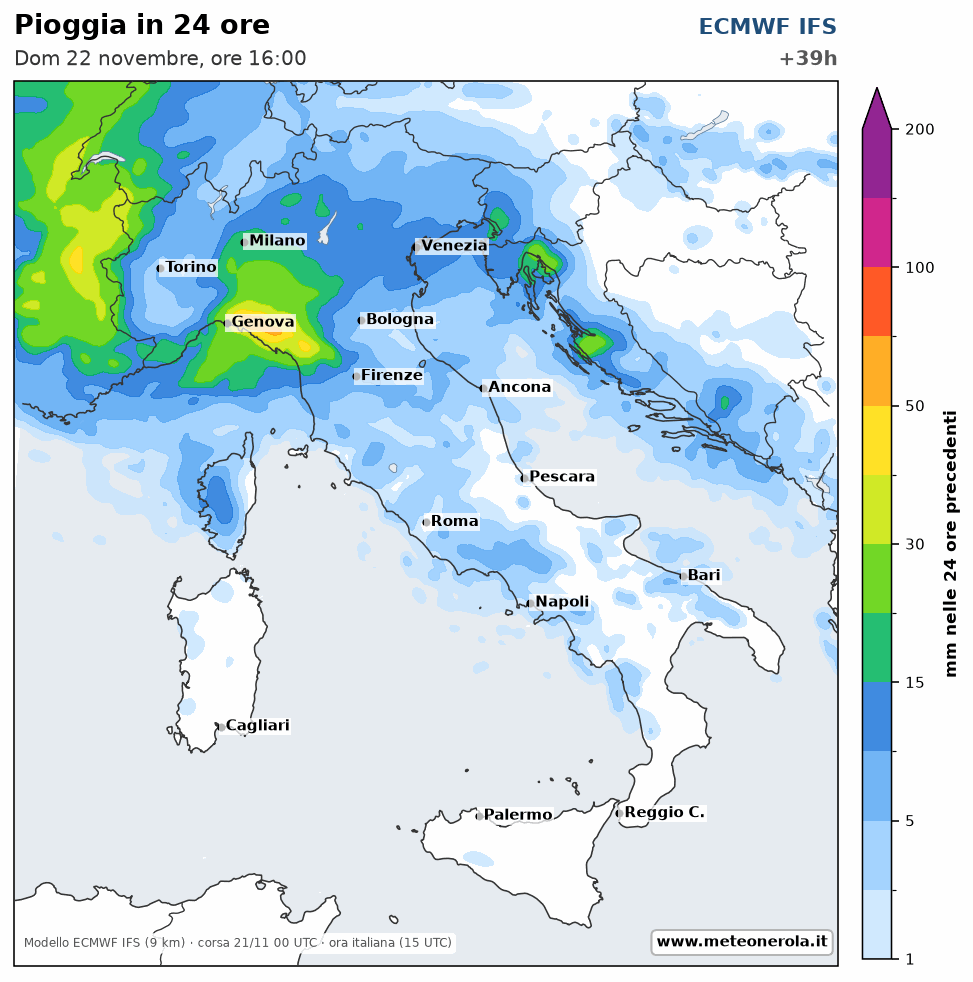 Pioggia in 24 ore
ECMWF IFS
Dom 22 novembre, ore 16:00
+39h
Milano
Venezia
Torino
Genova
Bologna
Firenze
Ancona
Pescara
Roma
Bari
Napoli
Cagliari
Palermo
Reggio C.
200
100
50
30
15
5
1
mm nelle 24 ore precedenti
Modello ECMWF IFS (9 km) · corsa 21/11 00 UTC · ora italiana (15 UTC)
www.meteonerola.it